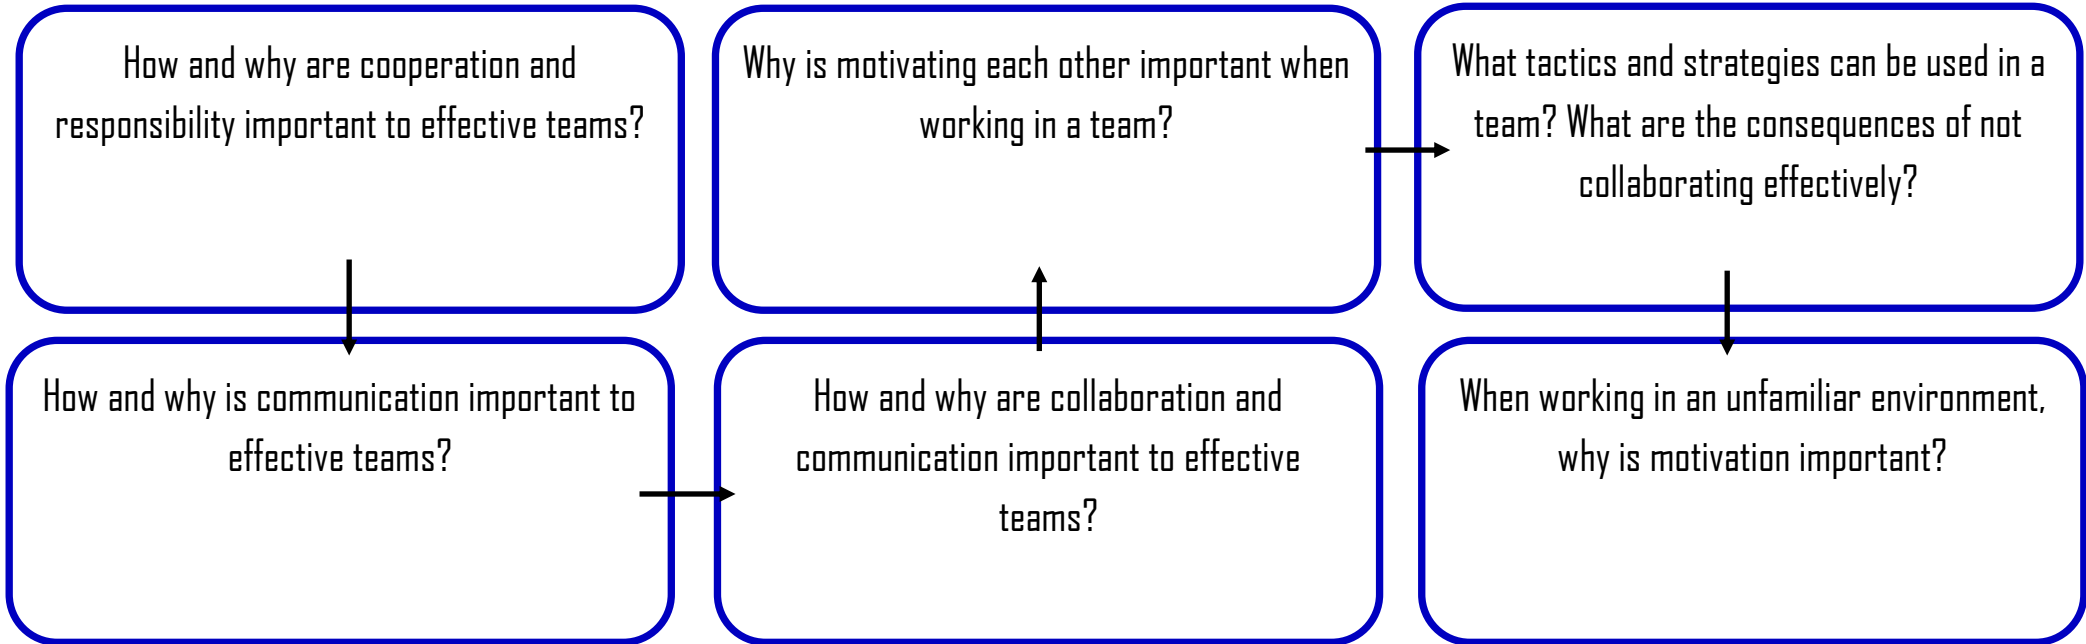 How and why are cooperation and
responsibility important to effective teams?
How and why is communication important to
effective teams?
How and why are collaboration and
communication important to effective
teams?
Why is motivating each other important when
working in a team?
What tactics and strategies can be used in a
team? What are the consequences of not
collaborating effectively?
When working in an unfamiliar environment,
why is motivation important?